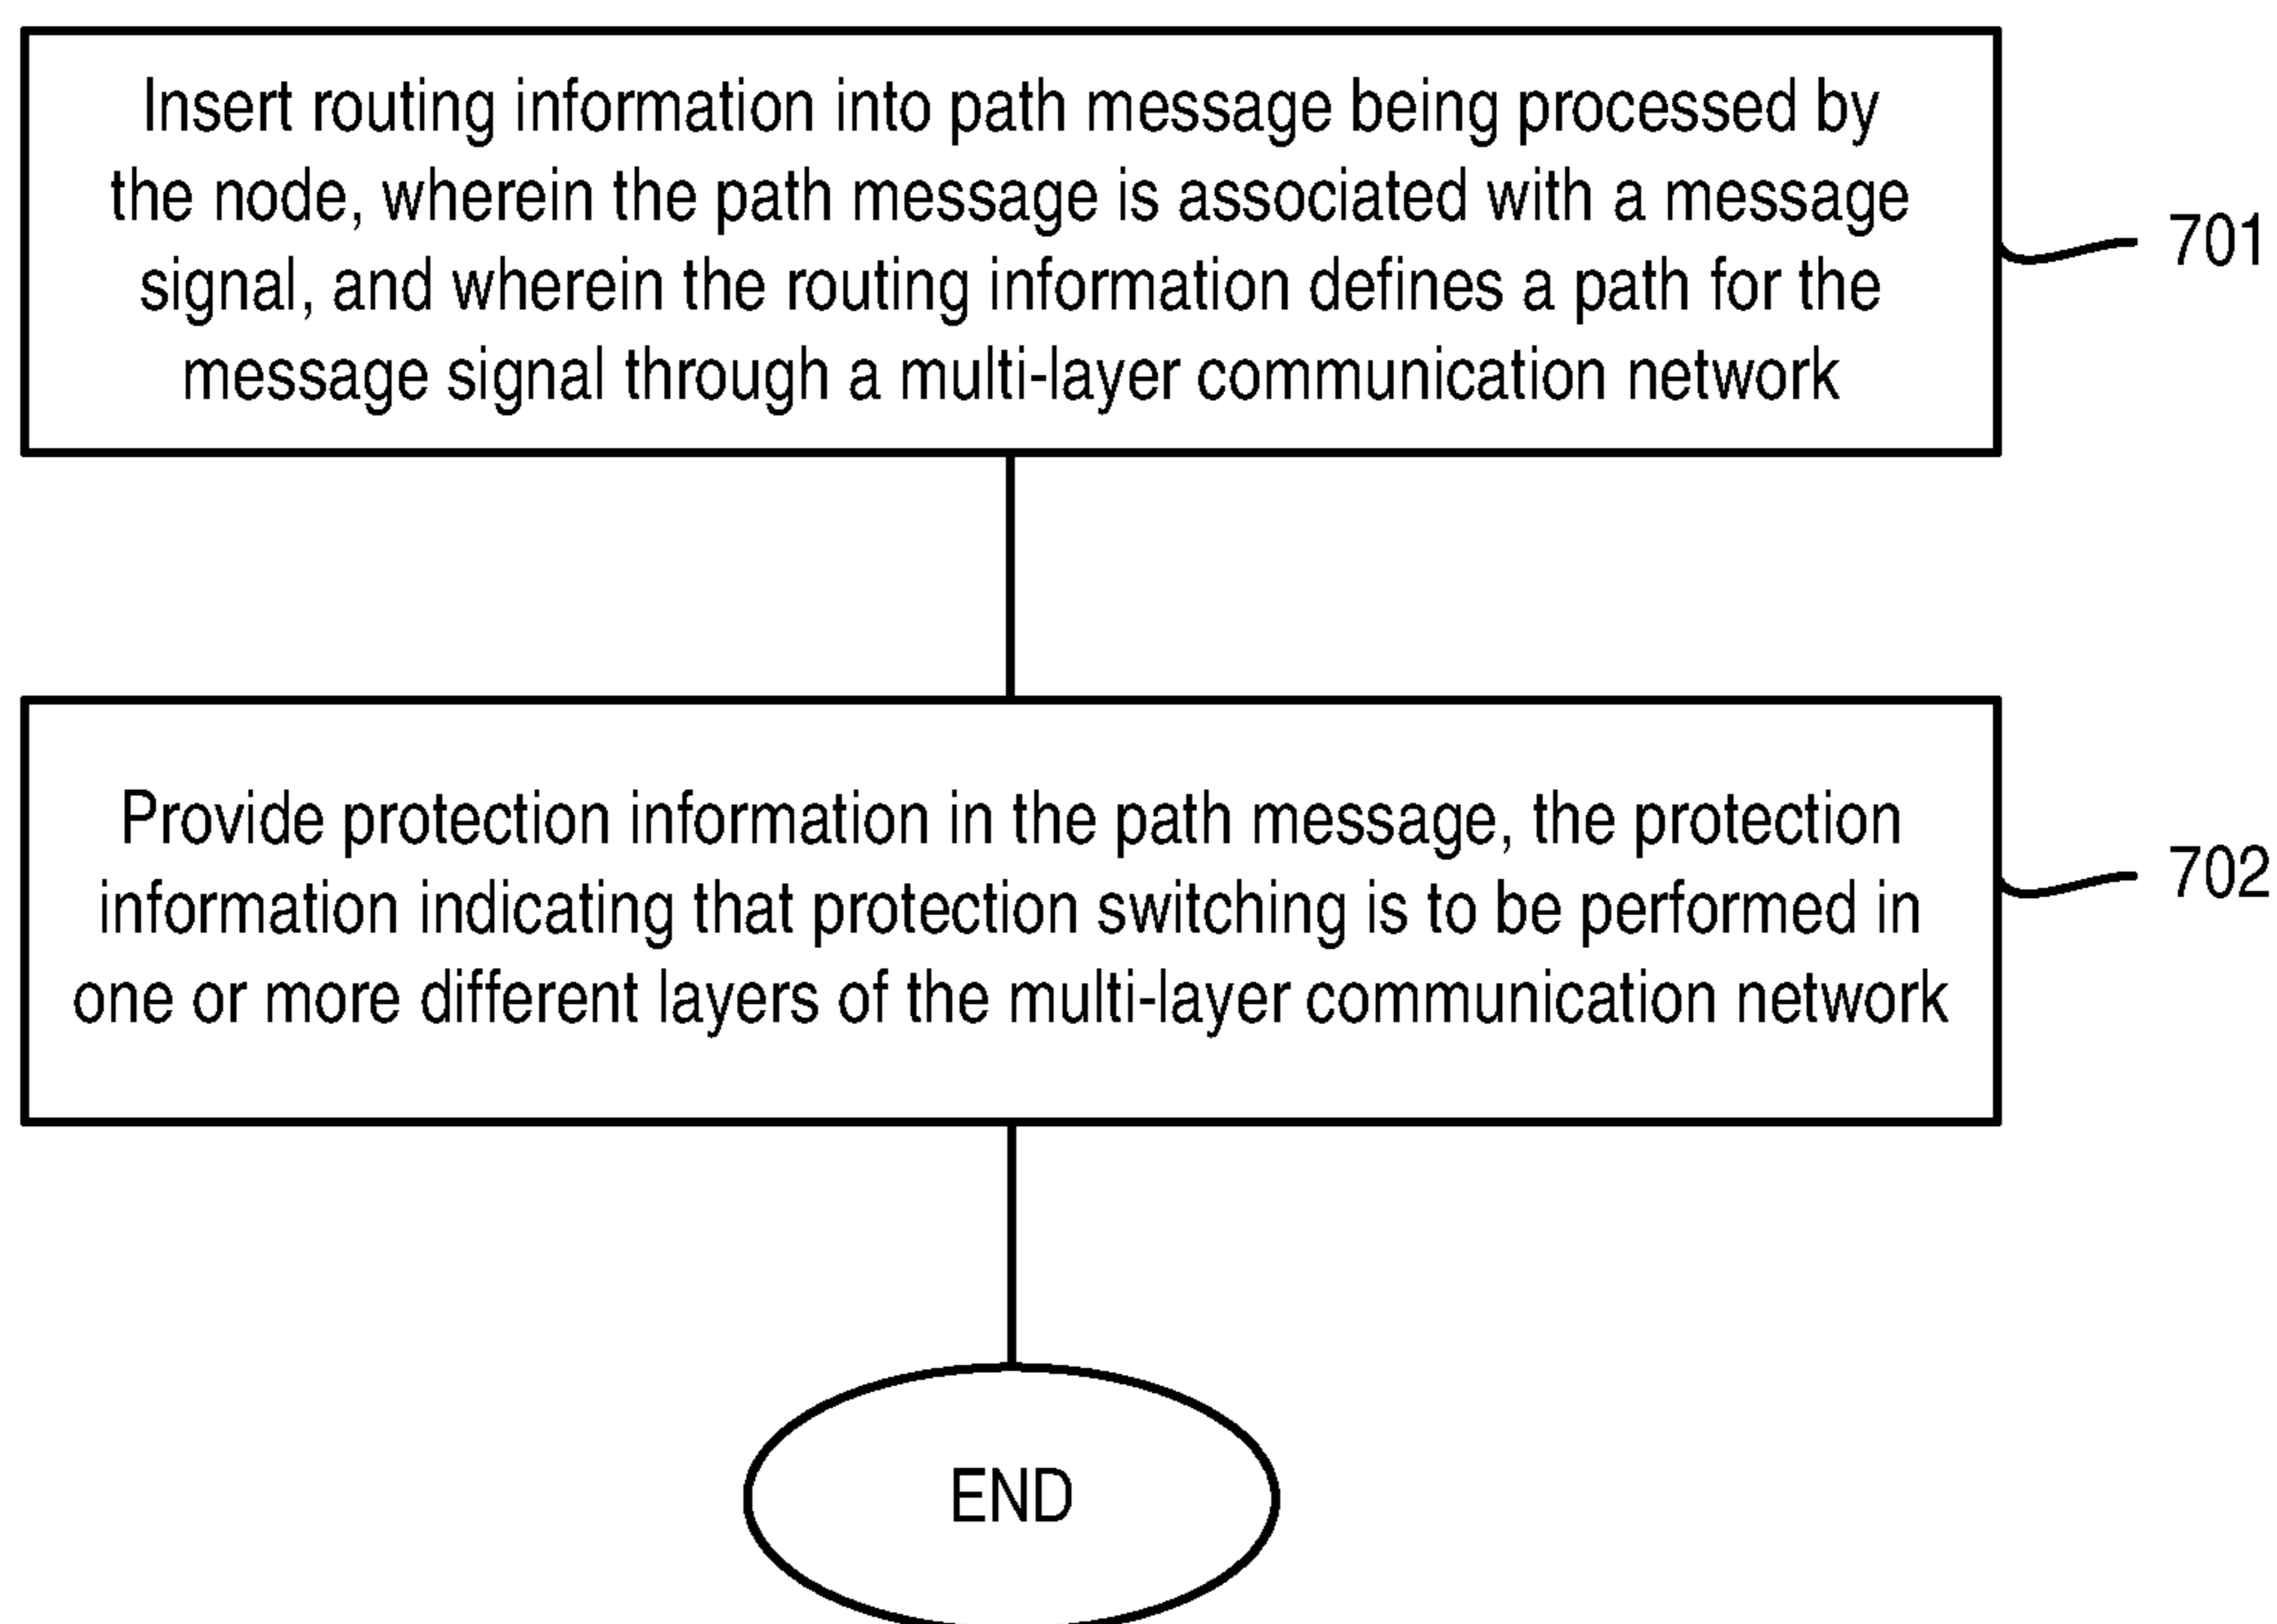 Insert routing information into path message being processed by
the node, wherein the path message is associated with a message
signal, and wherein the routing information defines a path for the
message signal through a multi-layer communication network
701
Provide protection information in the path message, the protection
information indicating that protection switching is to be performed in
one or more different layers of the multi-layer communication network
702
END